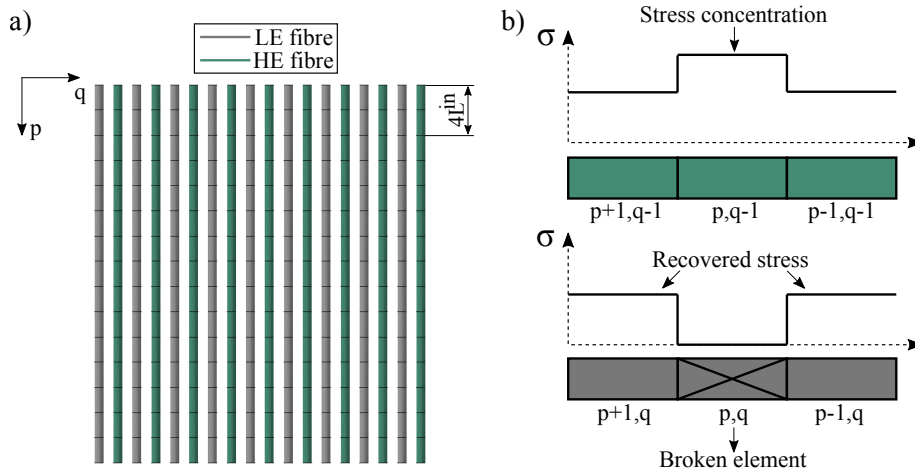 a)
LE fibre
HE fibre
q
p
4L^in
b)
Stress concentration
σ
p+1,q-1
p,q-1
p-1,q-1
σ
Recovered stress
p+1,q
p,q
p-1,q
Broken element